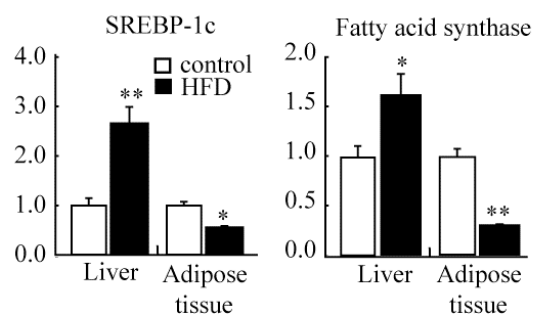 SREBP-1c
4.0
3.0
2.0
1.0
0.0
control
HFD
**
*
Liver
Adipose
tissue
Fatty acid synthase
2.0
1.5
1.0
0.5
0.0
*
**
Liver
Adipose
tissue